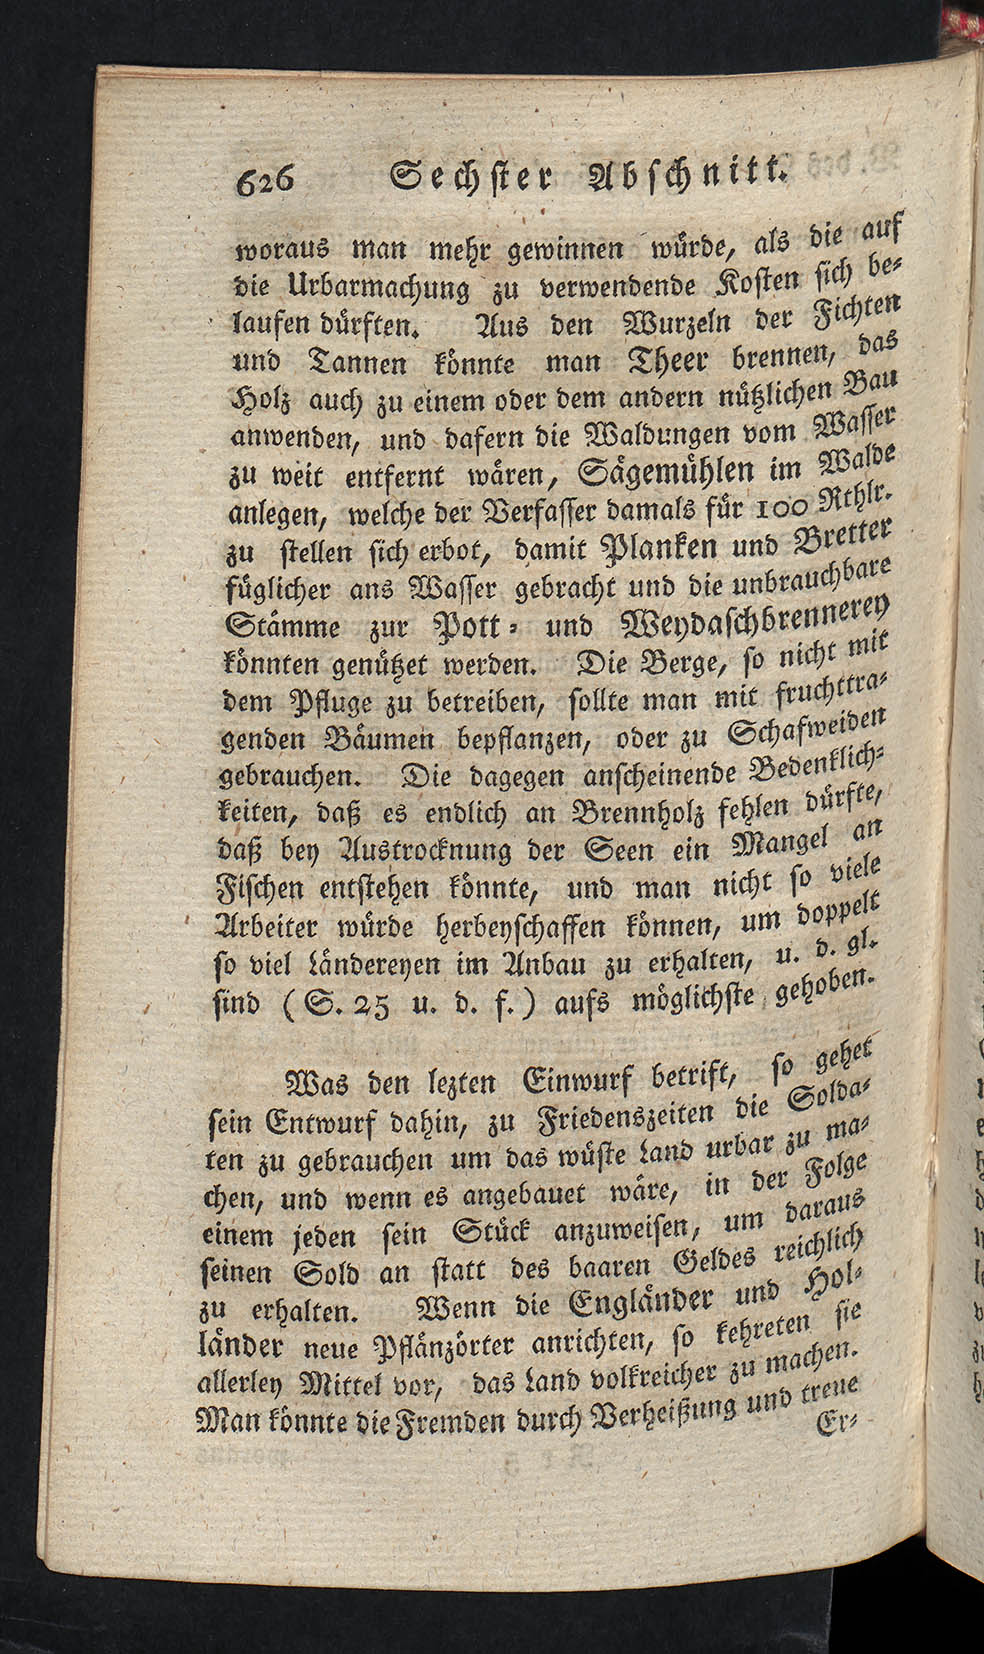 626 Sechster Abschnitt.
woraus man mehr gewinnen würde, als die auf
die Urbarmachung zu verwendende Kosten sich be-
laufen dürften. Aus den Wurzeln der Fichten
und Tannen könnte man Theer brennen, das
Holz auch zu einem oder dem andern nützlichen Bau
anwenden, und dafern die Waldungen vom Wasser
zu weit entfernt wären, Sägemühlen im Walde
anlegen, welche der Verfasser damals für 100 Rthlr.
zu stellen sich erbot, damit Planken und Bretter
füglicher ans Wasser gebracht und die unbrauchbare
Stämme zur Pott- und Weydaschbrennerey
könnten genützet werden. Die Berge, so nicht mit
dem Pfluge zu betreiben, sollte man mit fruchttra-
genden Bäumen bepflanzen, oder zu Schafweiden
gebrauchen. Die dagegen anscheinende Bedenklich-
keiten, daß es endlich an Brennholz fehlen dürfte,
daß bey Austrocknung der Seen ein Mangel an
Fischen entstehen könnte, und man nicht so viele
Arbeiter würde herbeyschaffen können, um doppelt
so viel Ländereyen im Anbau zu erhalten, u. d. gl.
sind (S. 25 u. d. f.) aufs möglichste gehoben.
Was den lezten Einwurf betrift, so gehet
sein Entwurf dahin, zu Friedenszeiten die Solda-
ten zu gebrauchen um das wüste Land urbar zu ma-
chen, und wenn es angebauet wäre, in der Folge
einem jeden sein Stück anzuweisen, um daraus
seinen Sold an statt des baaren Geldes reichlich
zu erhalten. Wenn die Engländer und Hol-
länder neue Pflänzörter anrichten, so kehreten sie
allerley Mittel vor, das Land volkreicher zu machen.
Man könnte die Fremden durch Verheißung und treue
Er-